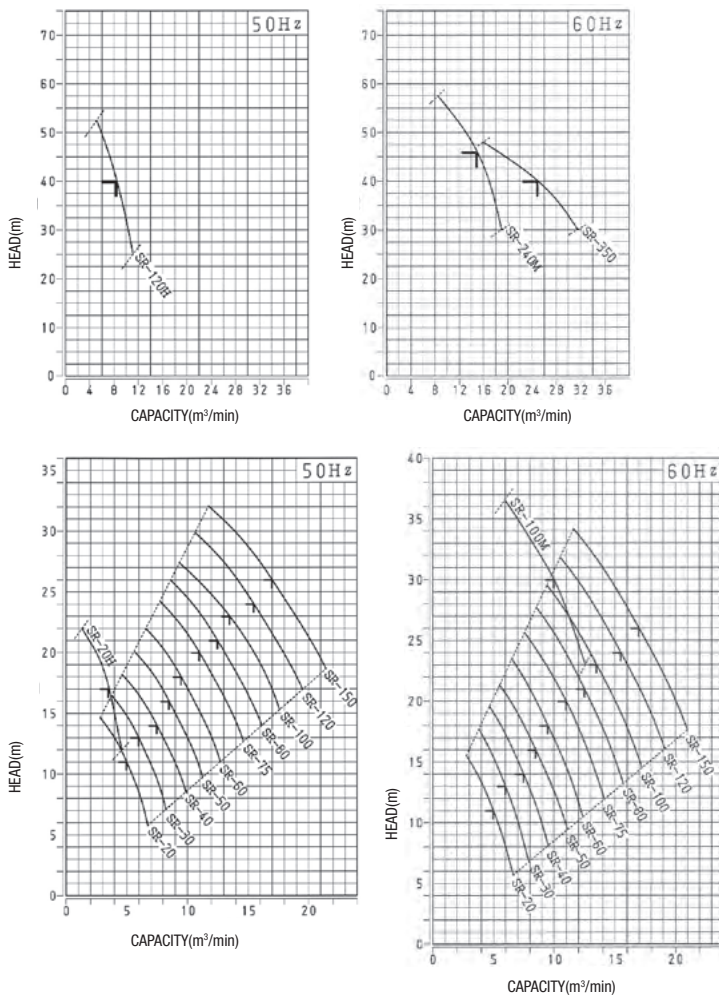 50Hz
70
60
50
40
30
20
10
0
HEAD(m)
SR-120H
0 4 8 12 16 20 24 28 32 36
CAPACITY(m³/min)
60Hz
70
60
50
40
30
20
10
0
HEAD(m)
SR-240M
SR-350
0 4 8 12 16 20 24 28 32 36
CAPACITY(m³/min)
50Hz
35
30
25
20
15
10
5
0
HEAD(m)
SR-20H
SR-150
SR-120
SR-100
SR-80
SR-75
SR-60
SR-50
SR-40
SR-30
SR-20
0 5 10 15 20
CAPACITY(m³/min)
60Hz
40
35
30
25
20
15
10
5
0
HEAD(m)
SR-100M
SR-150
SR-120
SR-100
SR-80
SR-75
SR-60
SR-50
SR-40
SR-30
SR-20
0 5 10 15 20
CAPACITY(m³/min)